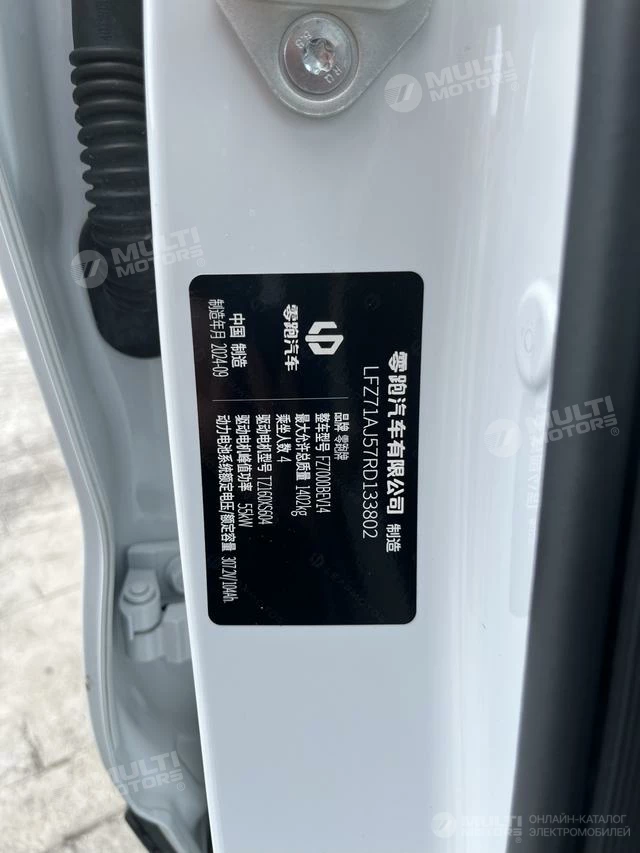 零跑汽车有限公司 制造
LFZ71AJ57RD133802
零跑汽车
品牌 零跑牌
整车型号 FZ7000BEV14
最大允许总质量 1402kg
乘坐人数 4
驱动电机型号 TZ160XS604
驱动电机峰值功率 55kW
动力电池系统额定电压/额定容量 307.2V/104Ah
中国 制造
制造年月 2024-09
MULTI
MOTORS
MULTI
MOTORS
MULTI
MOTORS
MULTI
MOTORS
ОНЛАЙН-КАТАЛОГ
ЭЛЕКТРОМОБИЛЕЙ